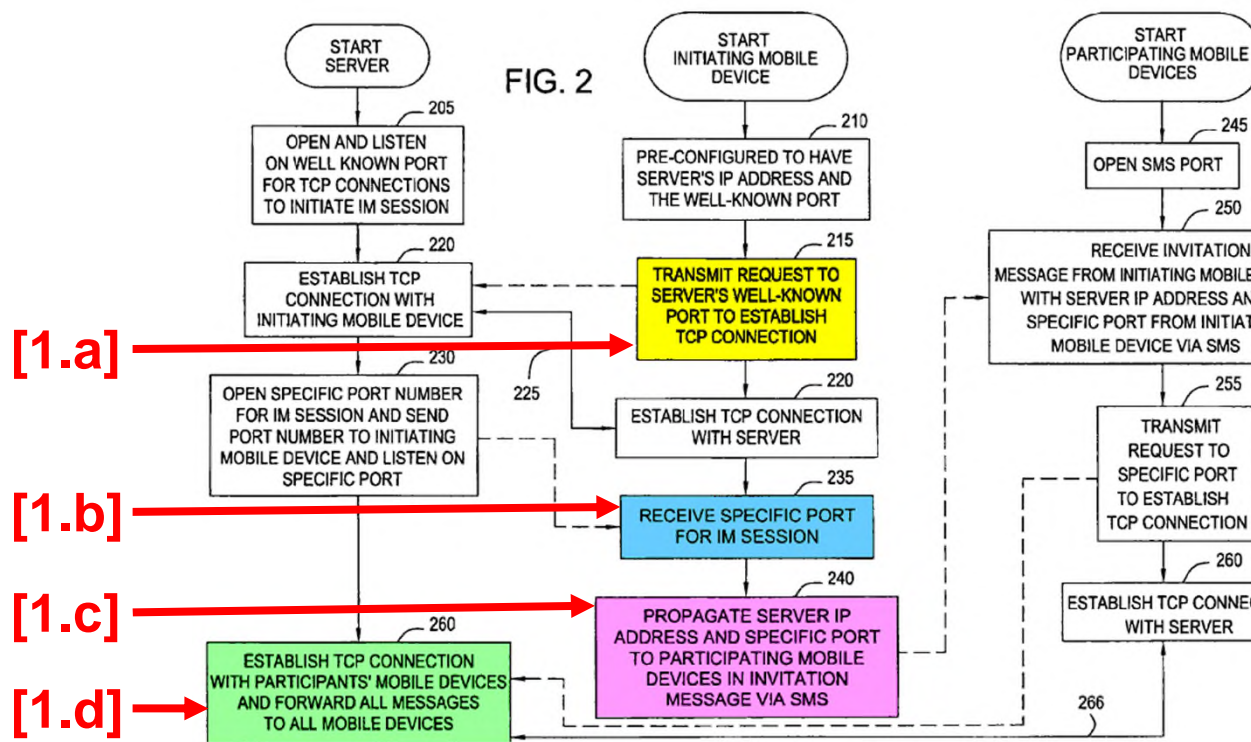 START
SERVER
205
OPEN AND LISTEN
ON WELL KNOWN PORT
FOR TCP CONNECTIONS
TO INITIATE IM SESSION
220
ESTABLISH TCP
CONNECTION WITH
INITIATING MOBILE DEVICE
[1.a]
225
230
OPEN SPECIFIC PORT NUMBER
FOR IM SESSION AND SEND
PORT NUMBER TO INITIATING
MOBILE DEVICE AND LISTEN ON
SPECIFIC PORT
[1.b]
[1.c]
260
ESTABLISH TCP CONNECTION
WITH PARTICIPANTS' MOBILE DEVICES
AND FORWARD ALL MESSAGES
TO ALL MOBILE DEVICES
[1.d]
FIG. 2
START
INITIATING MOBILE
DEVICE
210
PRE-CONFIGURED TO HAVE
SERVER'S IP ADDRESS AND
THE WELL-KNOWN PORT
215
TRANSMIT REQUEST TO
SERVER'S WELL-KNOWN
PORT TO ESTABLISH
TCP CONNECTION
220
ESTABLISH TCP CONNECTION
WITH SERVER
235
RECEIVE SPECIFIC PORT
FOR IM SESSION
240
PROPAGATE SERVER IP
ADDRESS AND SPECIFIC PORT
TO PARTICIPATING MOBILE
DEVICES IN INVITATION
MESSAGE VIA SMS
START
PARTICIPATING MOBILE
DEVICES
245
OPEN SMS PORT
250
RECEIVE INVITATION
MESSAGE FROM INITIATING MOBILE
WITH SERVER IP ADDRESS AN
SPECIFIC PORT FROM INITIAT
MOBILE DEVICE VIA SMS
255
TRANSMIT
REQUEST TO
SPECIFIC PORT
TO ESTABLISH
TCP CONNECTION
260
ESTABLISH TCP CONNEC
WITH SERVER
266